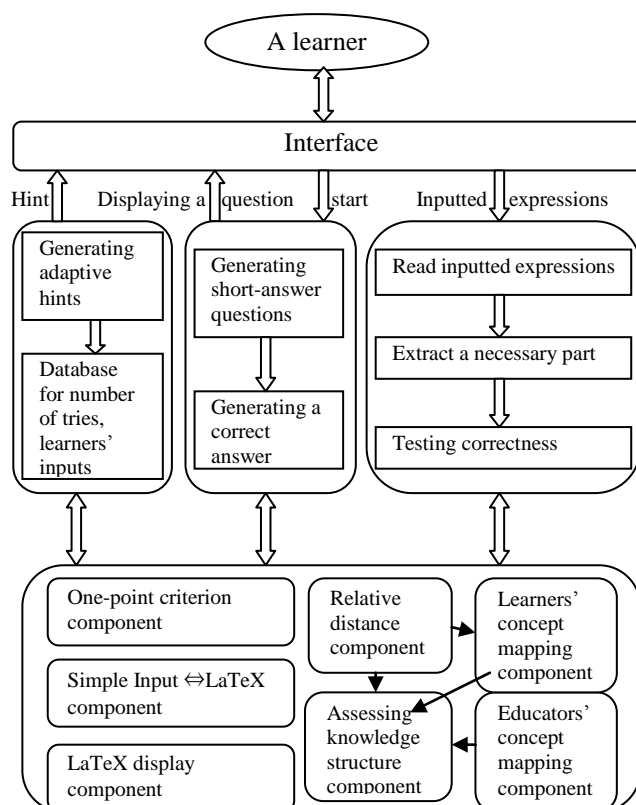 A learner
Interface
Hint
Displaying a question
start
Inputted expressions
Generating
adaptive
hints
Database
for number
of tries,
learners’
inputs
Generating
short-answer
questions
Generating a
correct
answer
Read inputted expressions
Extract a necessary part
Testing correctness
One-point criterion
component
Simple Input ⇔LaTeX
component
LaTeX display
component
Relative
distance
component
Assessing
knowledge
structure
component
Learners’
concept
mapping
component
Educators’
concept
mapping
component